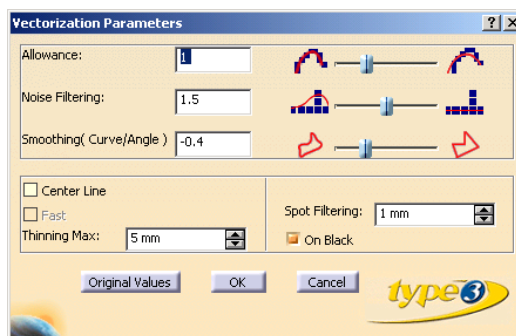 Vectorization Parameters
Allowance: 1
Noise Filtering: 1.5
Smoothing( Curve/Angle ) -0.4
Center Line
Fast
Thinning Max: 5 mm
Spot Filtering: 1 mm
On Black
Original Values OK Cancel
type3